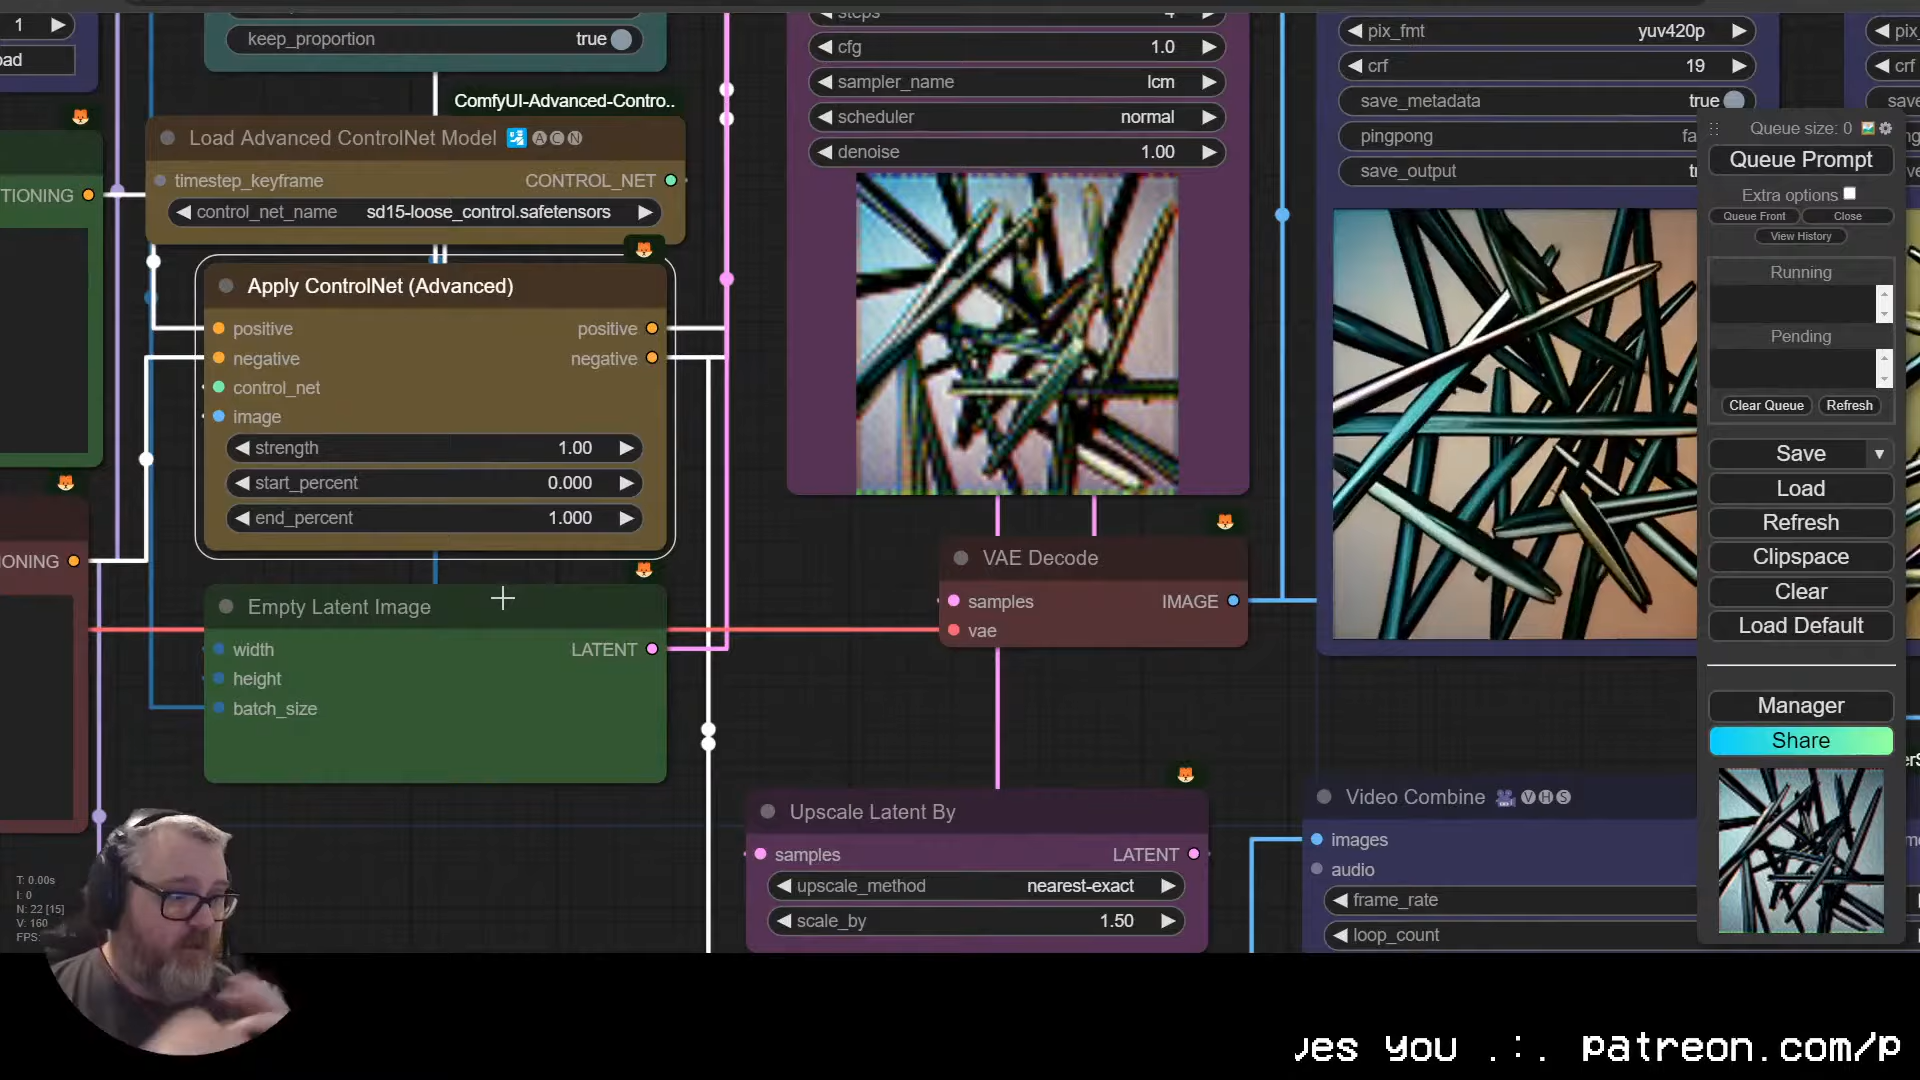 1
ad
keep_proportion true
ComfyUI-Advanced-Contro..
Load Advanced ControlNet Model A C N
timestep_keyframe CONTROL_NET
control_net_name sd15-loose_control.safetensors
TIONING
Apply ControlNet (Advanced)
positive positive
negative negative
control_net
image
strength 1.00
start_percent 0.000
end_percent 1.000
ONING
Empty Latent Image
width LATENT
height
batch_size
steps 4
cfg 1.0
sampler_name lcm
scheduler normal
denoise 1.00
VAE Decode
samples IMAGE
vae
Upscale Latent By
samples LATENT
upscale_method nearest-exact
scale_by 1.50
pix_fmt yuv420p
crf 19
save_metadata true
pingpong fa
save_output
Video Combine V H S
images
audio
frame_rate
loop_count
pix_
crf
save
Queue size: 0
Queue Prompt
Extra options
Queue Front Close
View History
Running
Pending
Clear Queue Refresh
Save
Load
Refresh
Clipspace
Clear
Load Default
Manager
Share
T: 0.00s
I: 0
N: 22 [15]
V: 160
FPS:
ves you .:. patreon.com/p